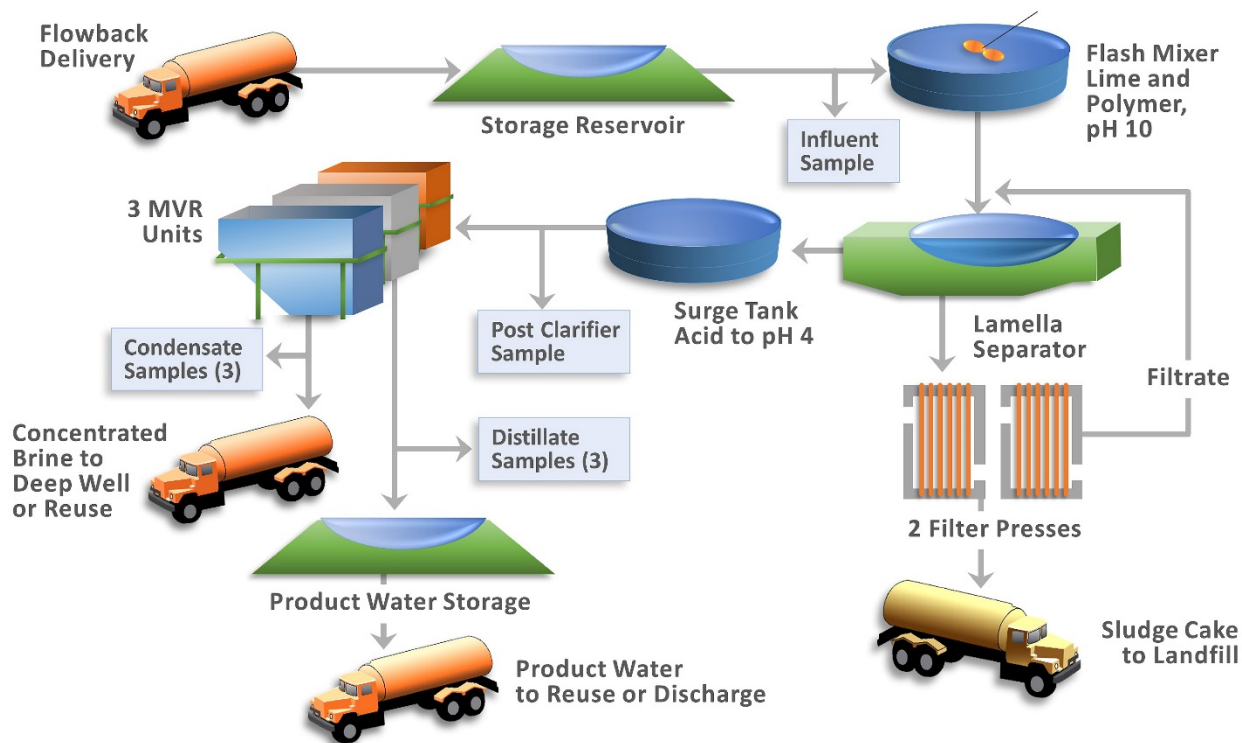 Flowback
Delivery
Storage Reservoir
Influent
Sample
Flash Mixer
Lime and
Polymer,
pH 10
3 MVR
Units
Surge Tank
Acid to pH 4
Post Clarifier
Sample
Lamella
Separator
Filtrate
Condensate
Samples (3)
Concentrated
Brine to
Deep Well
or Reuse
Distillate
Samples (3)
2 Filter Presses
Product Water Storage
Product Water
to Reuse or Discharge
Sludge Cake
to Landfill